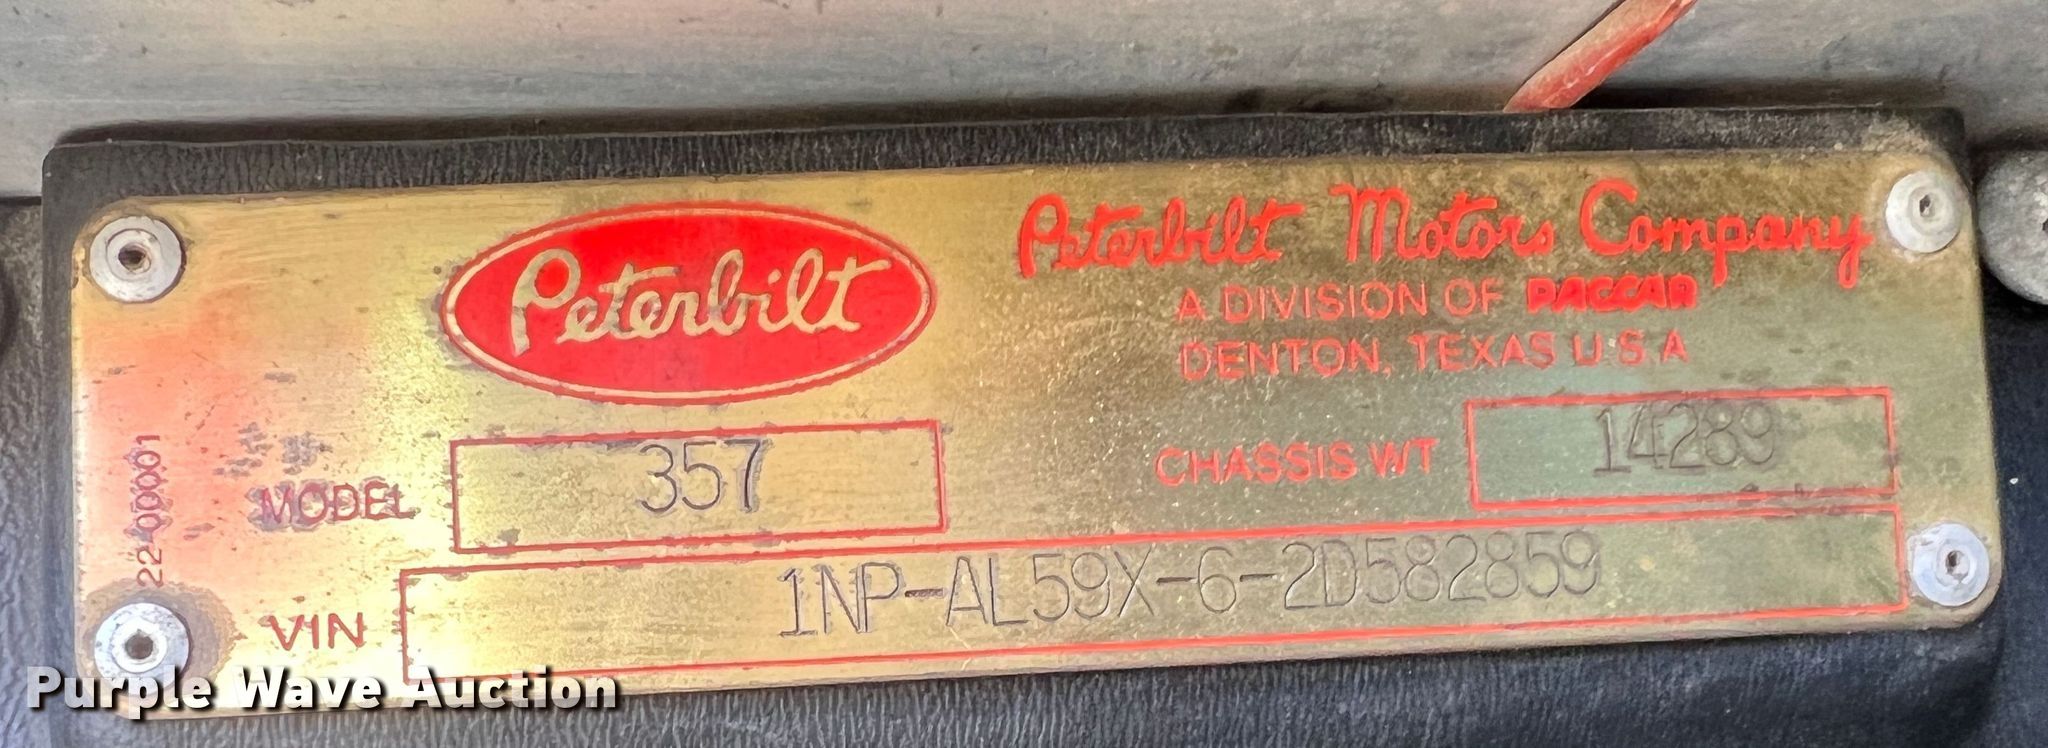 Peterbilt
Peterbilt Motors Company
A DIVISION OF PACCAR
DENTON, TEXAS U.S.A
MODEL 357
CHASSIS WT 14289
VIN 1NP-AL59X-6-2D582859
22-00001
Purple Wave Auction